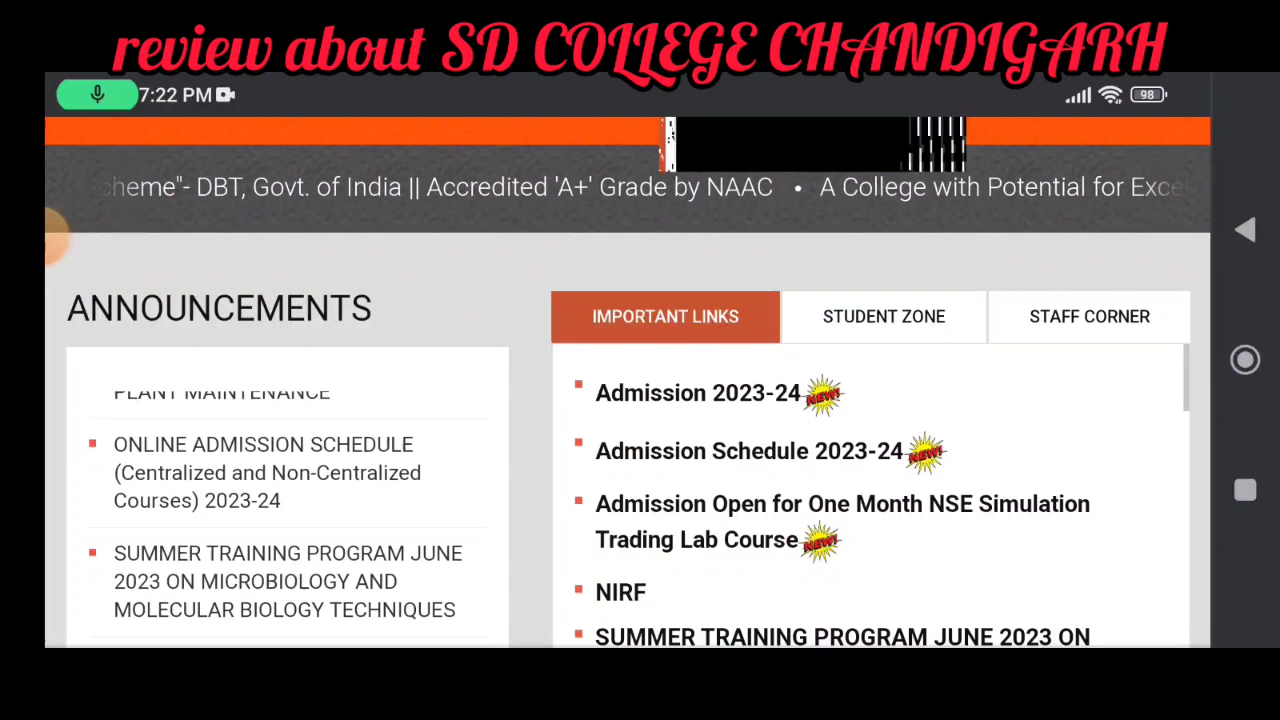 review about SD COLLEGE CHANDIGARH
7:22 PM
98
DBT, Govt. of India || Accredited 'A+' Grade by NAAC • A College with Potential for
ANNOUNCEMENTS
IMPORTANT LINKS
STUDENT ZONE
STAFF CORNER
PLANT MAINTENANCE
ONLINE ADMISSION SCHEDULE
(Centralized and Non-Centralized
Courses) 2023-24
SUMMER TRAINING PROGRAM JUNE
2023 ON MICROBIOLOGY AND
MOLECULAR BIOLOGY TECHNIQUES
Admission 2023-24 NEW!
Admission Schedule 2023-24 NEW!
Admission Open for One Month NSE Simulation
Trading Lab Course NEW!
NIRF
SUMMER TRAINING PROGRAM JUNE 2023 ON